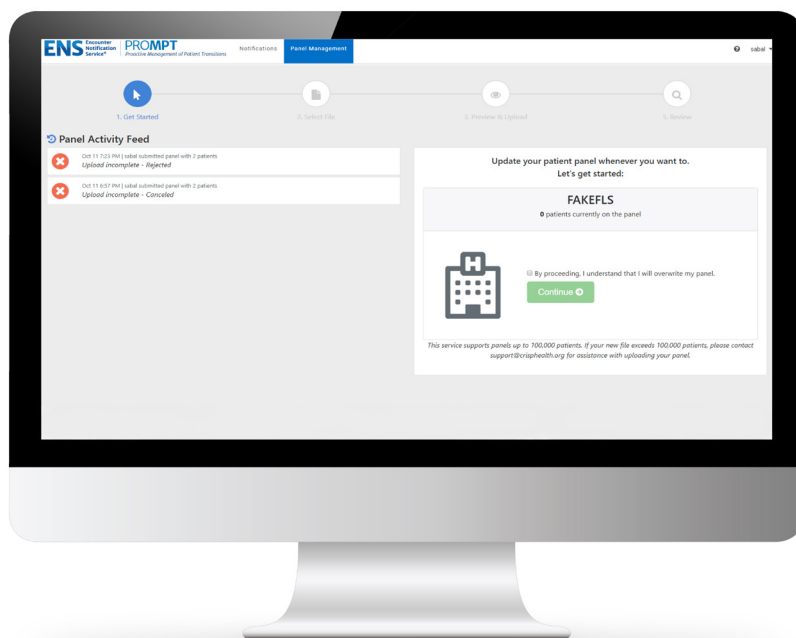 ENS Encounter Notification Service®
PROMPT
Proactive Management of Patient Transitions
Notifications
Panel Management
sabal
1. Get Started
2. Select File
3. Preview & Upload
5. Review
Panel Activity Feed
Oct 11 7:23 PM | sabal submitted panel with 2 patients
Upload incomplete - Rejected
Oct 11 6:57 PM | sabal submitted panel with 2 patients
Upload incomplete - Canceled
Update your patient panel whenever you want to.
Let's get started:
FAKEFLS
0 patients currently on the panel
H
By proceeding, I understand that I will overwrite my panel.
Continue
This service supports panels up to 100,000 patients. If your new file exceeds 100,000 patients, please contact
support@crisphealth.org for assistance with uploading your panel.